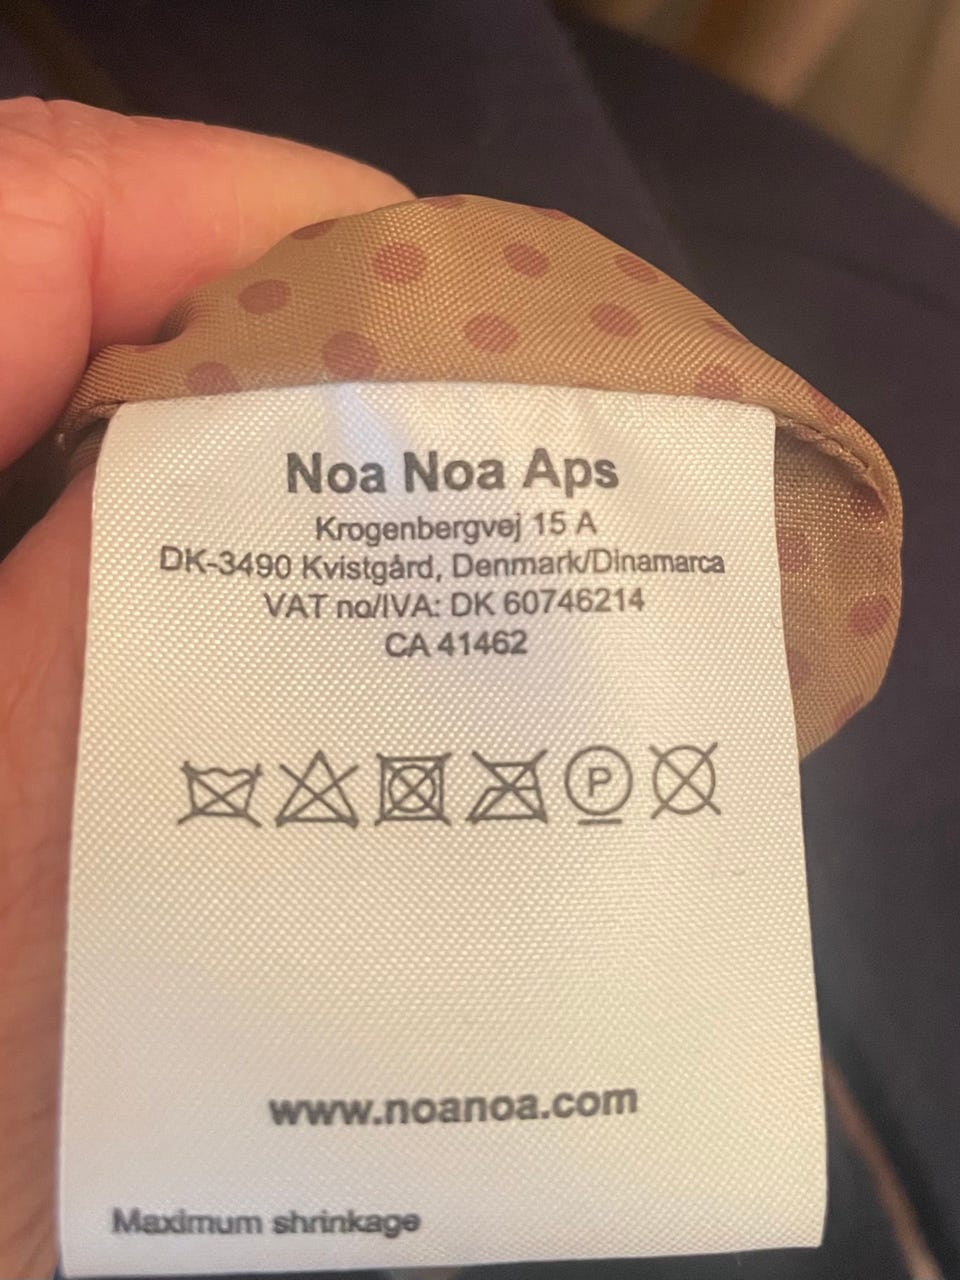 Noa Noa Aps
Krogenbergvej 15 A
DK-3490 Kvistgård, Denmark/Dinamarca
VAT no/IVA: DK 60746214
CA 41462
P
www.noanoa.com
Maximum shrinkage